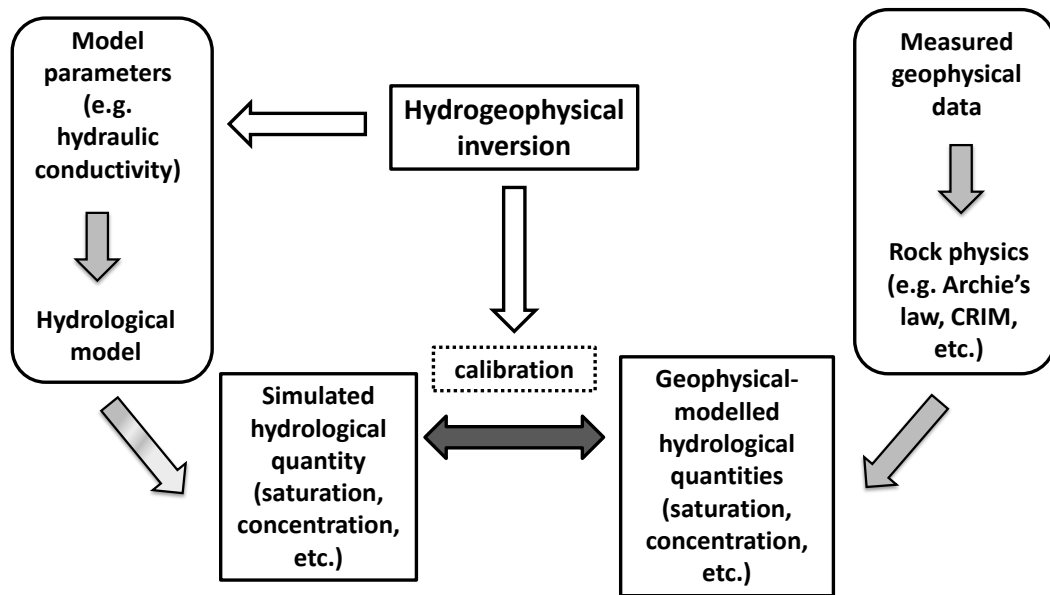 Model
parameters
(e.g.
hydraulic
conductivity)
Hydrological
model
Hydrogeophysical
inversion
Measured
geophysical
data
Rock physics
(e.g. Archie’s
law, CRIM,
etc.)
calibration
Simulated
hydrological
quantity
(saturation,
concentration,
etc.)
Geophysical-
modelled
hydrological
quantities
(saturation,
concentration,
etc.)